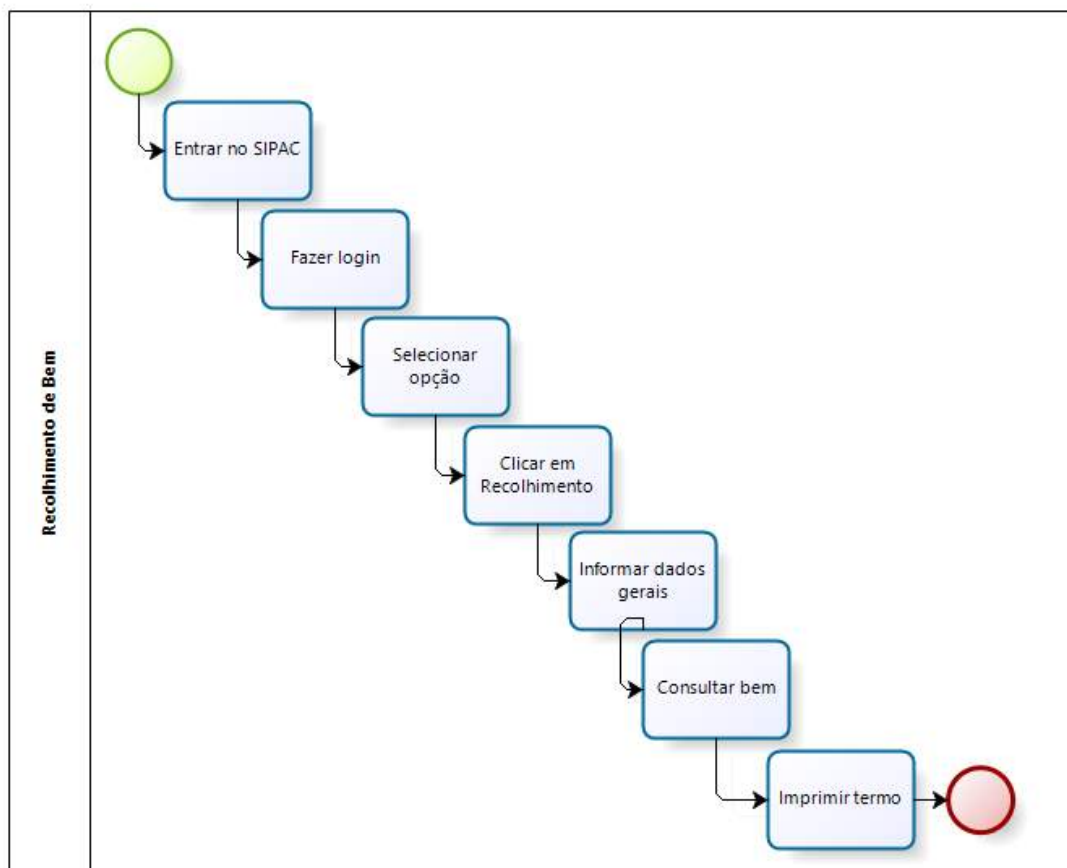 Recolhimento de Bem
Entrar no SIPAC
Fazer login
Selecionar
opção
Clicar em
Recolhimento
Informar dados
gerais
Consultar bem
Imprimir termo